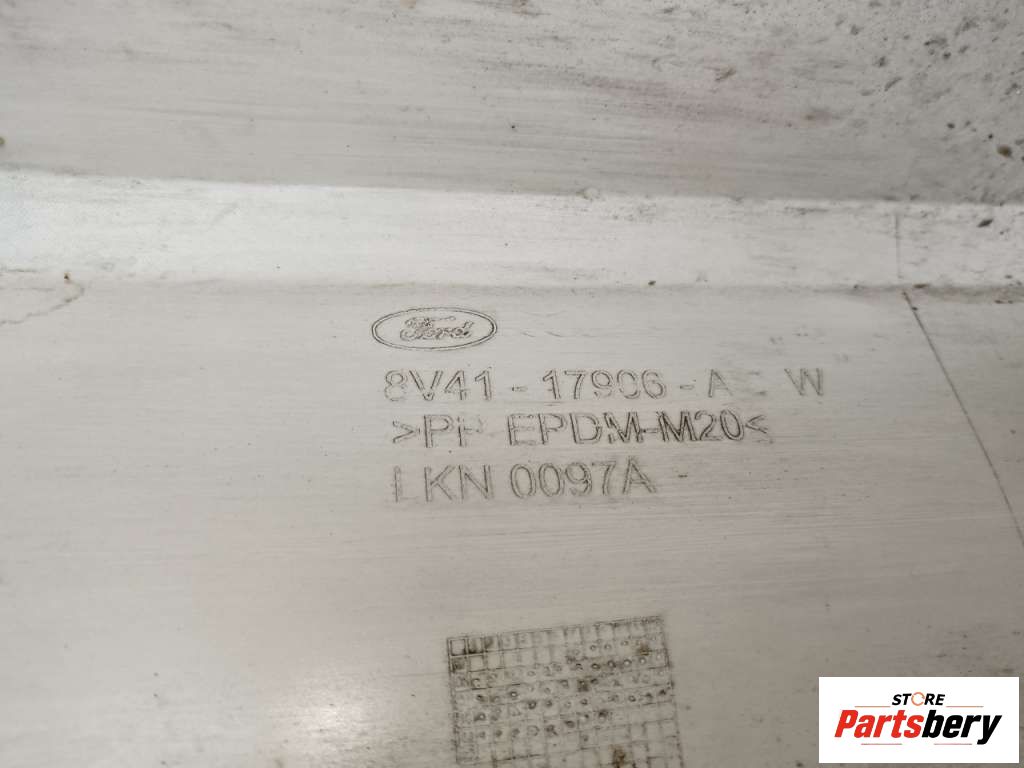 Ford
8V41-17906-A W
>PP EPDM-M20<
LKN 0097A
STORE
Partsbery